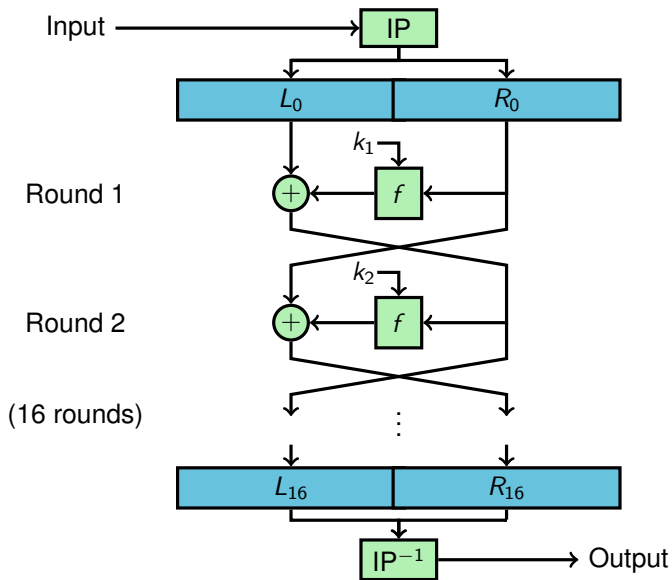 Input IP
L₀ R₀
k₁
Round 1 + f
k₂
Round 2 + f
(16 rounds) ⋮
L₁₆ R₁₆
IP⁻¹ Output